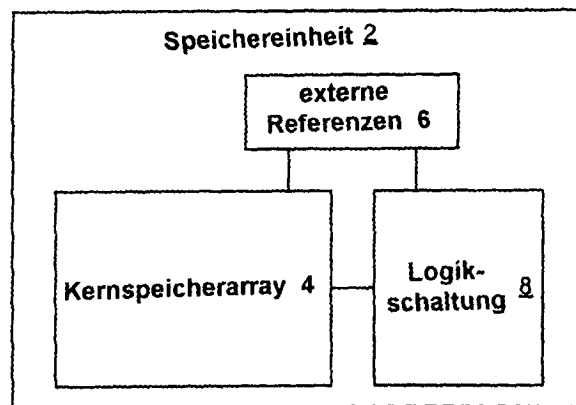 Speichereinheit 2
externe
Referenzen 6
Kernspeicherarray 4
Logik-
schaltung 8